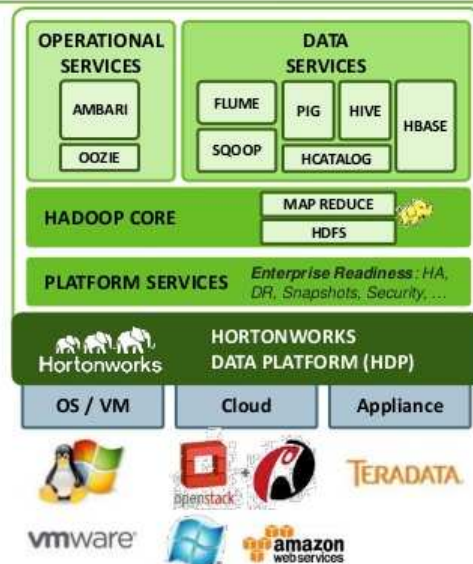 OPERATIONAL
SERVICES
AMBARI
OOZIE
DATA
SERVICES
FLUME
SQOOP
PIG
HIVE
HCATALOG
HBASE
HADOOP CORE
MAP REDUCE
HDFS
PLATFORM SERVICES
Enterprise Readiness: HA,
DR, Snapshots, Security, ...
Hortonworks
HORTONWORKS
DATA PLATFORM (HDP)
OS / VM
Cloud
Appliance
openstack
+
TERADATA
vmware
amazon
webservices